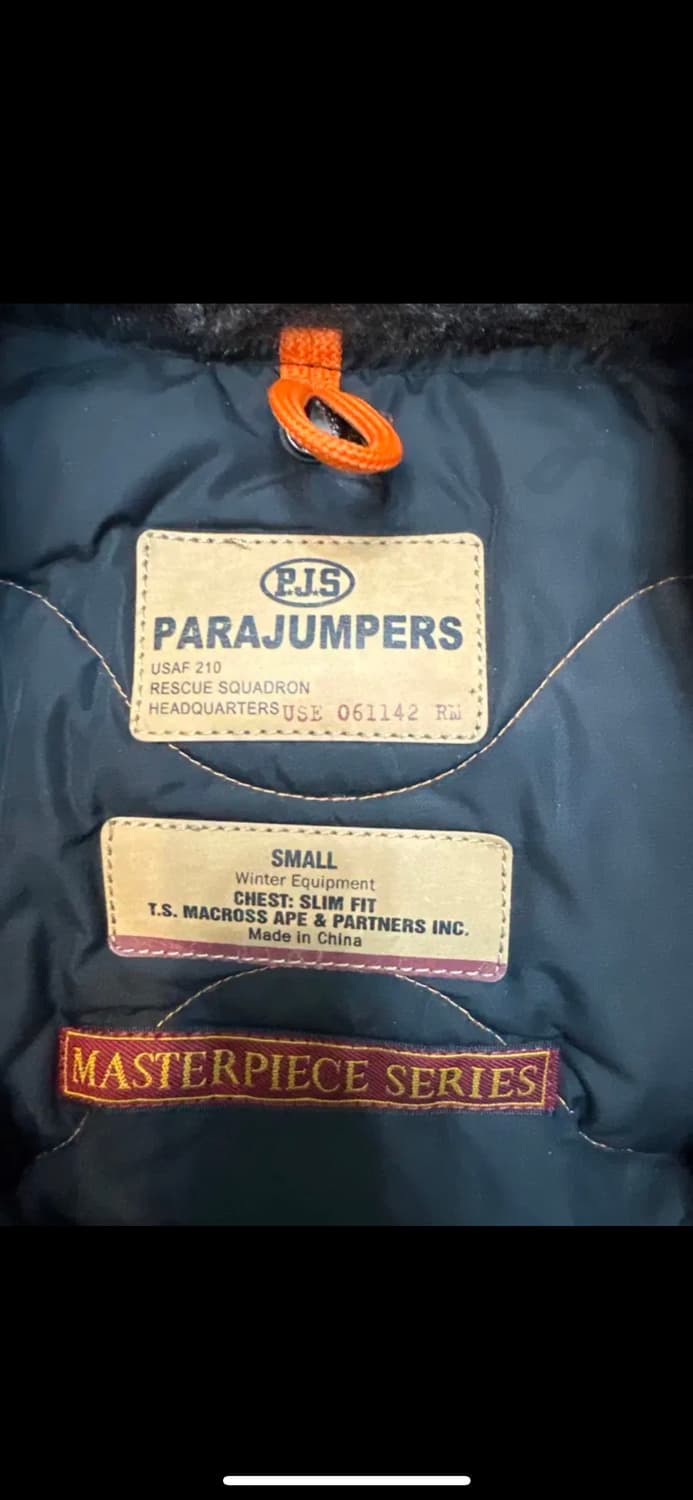 P.J.S
PARAJUMPERS
USAF 210
RESCUE SQUADRON
HEADQUARTERS USE 061142 RM
SMALL
Winter Equipment
CHEST: SLIM FIT
T.S. MACROSS APE & PARTNERS INC.
Made in China
MASTERPIECE SERIES